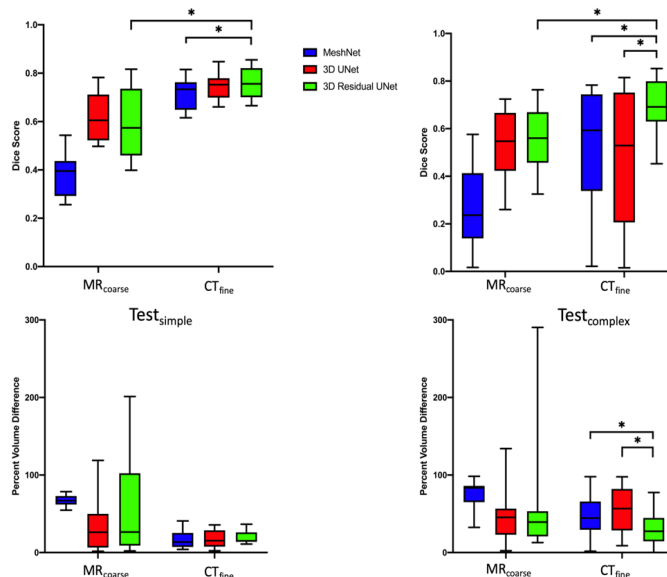 *
*
MeshNet
3D UNet
3D Residual UNet
Dice Score
1.0
0.8
0.6
0.4
0.2
0.0
MRcoarse
CTfine
*
*
*
Dice Score
1.0
0.8
0.6
0.4
0.2
0.0
MRcoarse
CTfine
Testsimple
Testcomplex
Percent Volume Difference
300
200
100
0
MRcoarse
CTfine
*
*
Percent Volume Difference
300
200
100
0
MRcoarse
CTfine